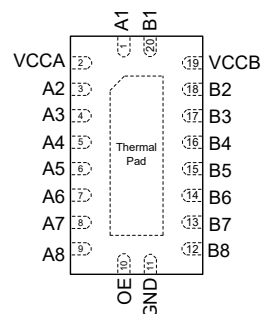 A1 B1
1 20
VCCA 2 19 VCCB
A2 3 18 B2
A3 4 17 B3
A4 5 16 B4
A5 6 15 B5
A6 7 14 B6
A7 8 13 B7
A8 9 12 B8
Thermal
Pad
10 11
OE GND